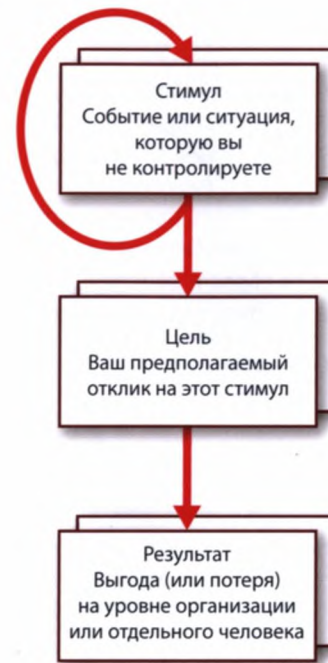 Стимул
Событие или ситуация,
которую вы
не контролируете
Цель
Ваш предполагаемый
отклик на этот стимул
Результат
Выгода (или потеря)
на уровне организации
или отдельного человека